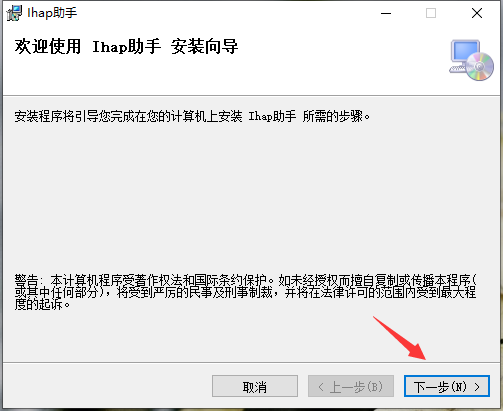 Ihap助手
欢迎使用 Ihap助手 安装向导
安装程序将引导您完成在您的计算机上安装 Ihap助手 所需的步骤。
警告: 本计算机程序受著作权法和国际条约保护。如未经授权而擅自复制或传播本程序(
或其中任何部分)，将受到严厉的民事及刑事制裁，并将在法律许可的范围内受到最大程
度的起诉。
取消
< 上一步(B)
下一步(N) >